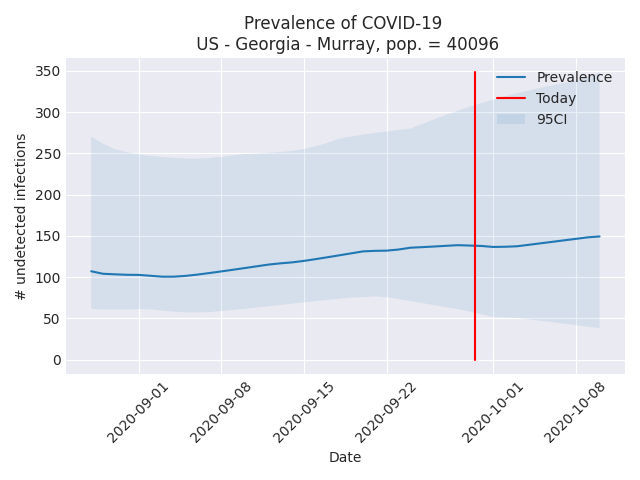 Prevalence of COVID-19
US - Georgia - Murray, pop. = 40096
350
300
250
200
150
100
50
0
# undetected infections
Prevalence
Today
95CI
2020-09-01
2020-09-08
2020-09-15
2020-09-22
2020-10-01
2020-10-08
Date